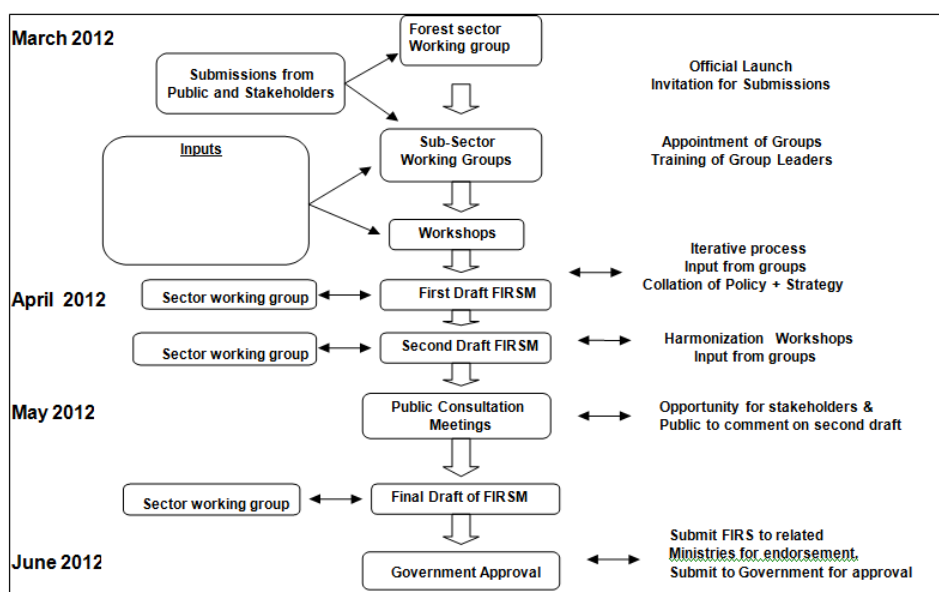 March 2012
Forest sector
Working group
Submissions from
Public and Stakeholders
Official Launch
Invitation for Submissions
Inputs
Sub-Sector
Working Groups
Appointment of Groups
Training of Group Leaders
Workshops
Iterative process
Input from groups
Collation of Policy + Strategy
April 2012
Sector working group
First Draft FIRSM
Sector working group
Second Draft FIRSM
Harmonization Workshops
Input from groups
May 2012
Public Consultation
Meetings
Opportunity for stakeholders &
Public to comment on second draft
Sector working group
Final Draft of FIRSM
June 2012
Government Approval
Submit FIRS to related
Ministries for endorsement,
Submit to Government for approval